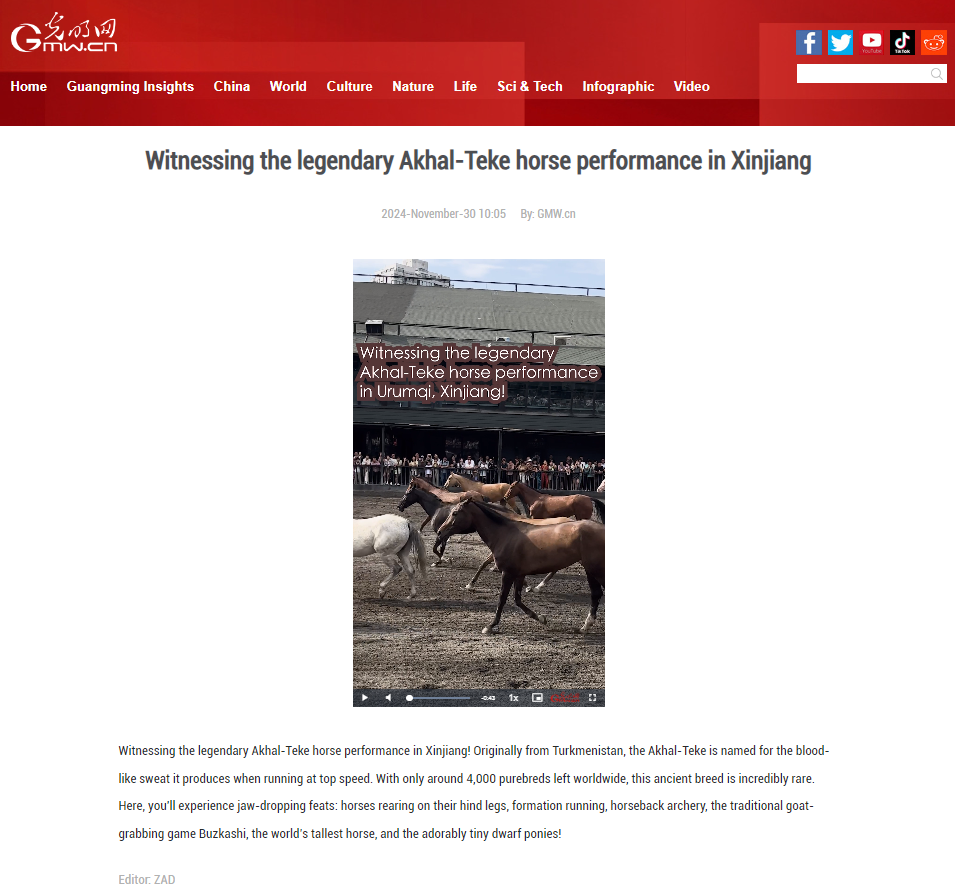 光明网
Gmw.cn
YouTube
TikTok
Home Guangming Insights China World Culture Nature Life Sci & Tech Infographic Video
Witnessing the legendary Akhal-Teke horse performance in Xinjiang
2024-November-30 10:05 By: GMW.cn
Witnessing the legendary
Akhal-Teke horse performance
in Urumqi, Xinjiang!
-0:43 1x
Witnessing the legendary Akhal-Teke horse performance in Xinjiang! Originally from Turkmenistan, the Akhal-Teke is named for the blood-
like sweat it produces when running at top speed. With only around 4,000 purebreds left worldwide, this ancient breed is incredibly rare.
Here, you'll experience jaw-dropping feats: horses rearing on their hind legs, formation running, horseback archery, the traditional goat-
grabbing game Buzkashi, the world's tallest horse, and the adorably tiny dwarf ponies!
Editor: ZAD